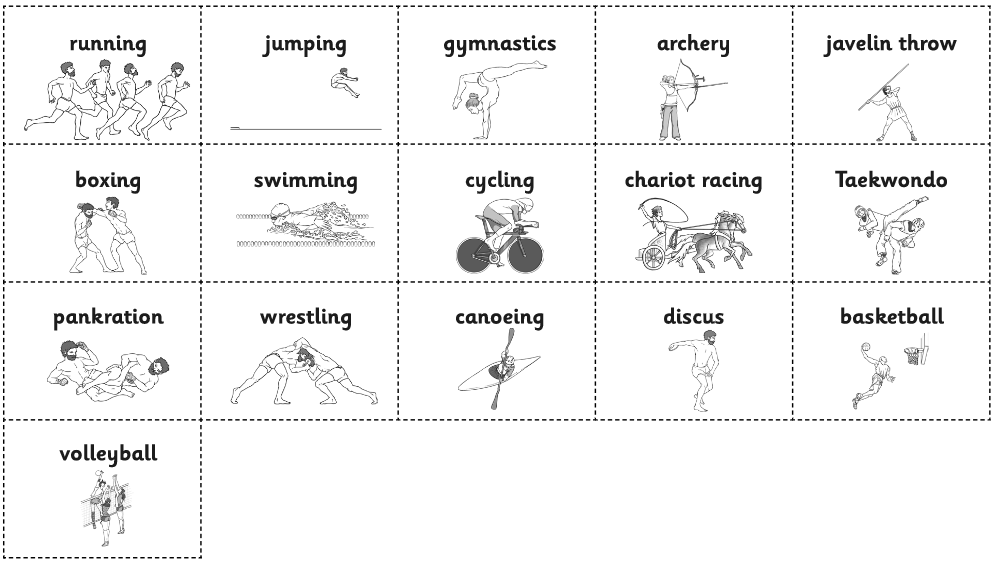 running
jumping
gymnastics
archery
javelin throw
boxing
swimming
cycling
chariot racing
Taekwondo
pankration
wrestling
canoeing
discus
basketball
volleyball